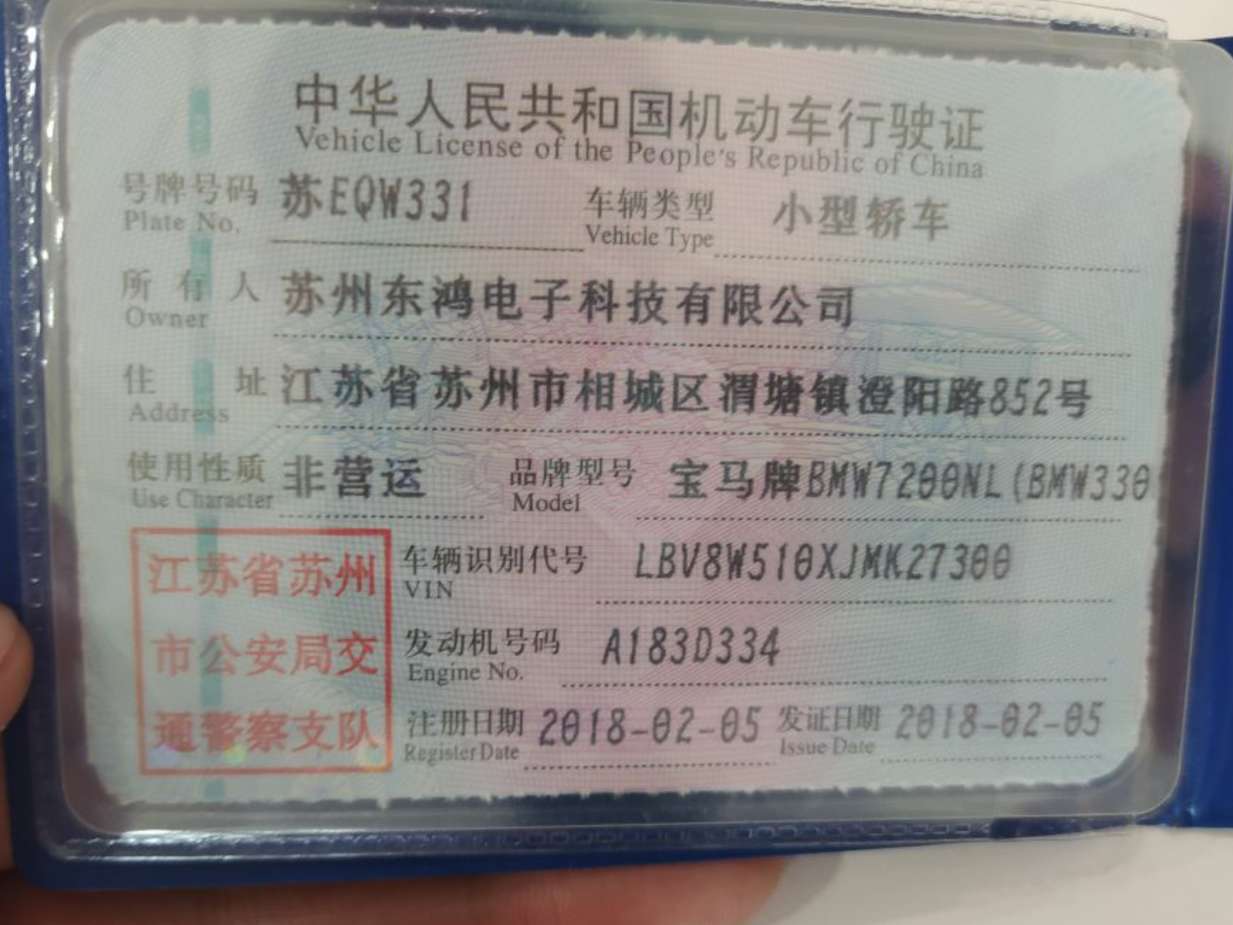 中华人民共和国机动车行驶证
Vehicle License of the People's Republic of China
号牌号码 苏EQW331 车辆类型 小型轿车
Plate No. Vehicle Type
所有人 苏州东鸿电子科技有限公司
Owner
住址 江苏省苏州市相城区渭塘镇澄阳路852号
Address
使用性质 非营运 品牌型号 宝马牌BMW7200NL(BMW330
Use Character Model
江苏省苏州 车辆识别代号 LBV8W510XJMK27300
VIN
市公安局交 发动机号码 A183D334
Engine No.
通警察支队 注册日期 2018-02-05 发证日期 2018-02-05
Register Date Issue Date